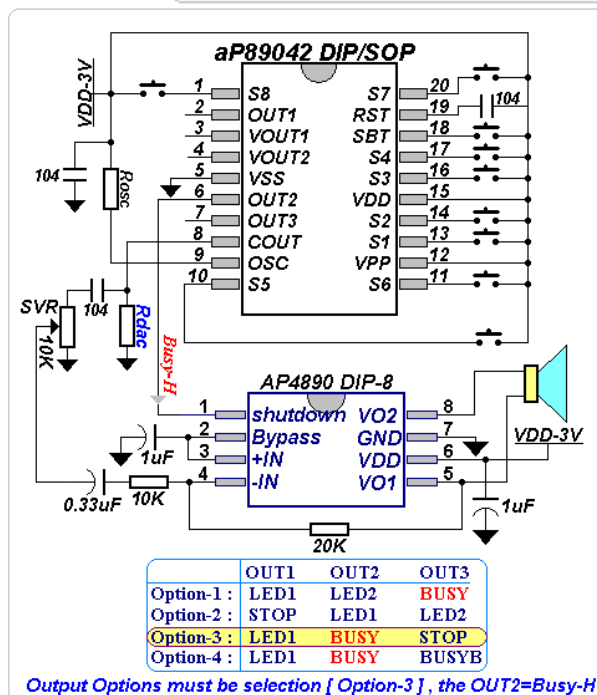 aP89042 DIP/SOP
VDD-3V
1 S8 S7 20
2 OUT1 RST 19 104
3 VOUT1 SBT 18
4 VOUT2 S4 17
5 VSS S3 16
6 OUT2 VDD 15
7 OUT3 S2 14
8 COUT S1 13
9 OSC VPP 12
10 S5 S6 11
104
Rosc
SVR
10K
104
Rdac
Busy-H
AP4890 DIP-8
1 shutdown VO2 8
2 Bypass GND 7
3 +IN VDD 6
4 -IN VO1 5
VDD-3V
1uF
0.33uF
10K
20K
1uF
OUT1 OUT2 OUT3
Option-1 : LED1 LED2 BUSY
Option-2 : STOP LED1 LED2
Option-3 : LED1 BUSY STOP
Option-4 : LED1 BUSY BUSYB
Output Options must be selection [ Option-3 ] , the OUT2=Busy-H